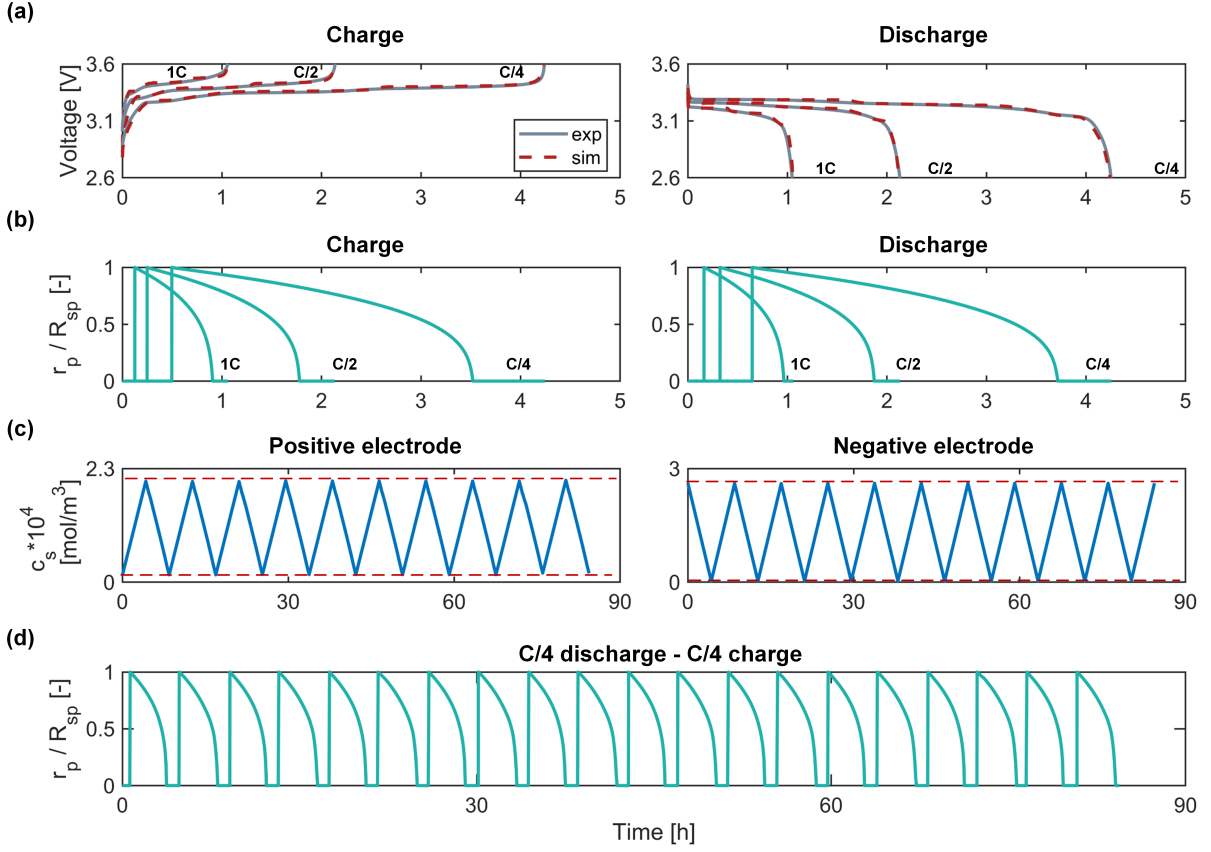 (a)
Charge
Discharge
3.6
3.1
2.6
Voltage [V]
1C
C/2
C/4
exp
sim
0 1 2 3 4 5
3.6
3.1
2.6
1C
C/2
C/4
0 1 2 3 4 5
(b)
Charge
Discharge
1
0.5
0
r_p / R_sp [-]
1C
C/2
C/4
0 1 2 3 4 5
1
0.5
0
1C
C/2
C/4
0 1 2 3 4 5
(c)
Positive electrode
Negative electrode
2.3
0
c_s*10^4
[mol/m^3]
0 30 60 90
3
0
0 30 60 90
(d)
C/4 discharge - C/4 charge
1
0.5
0
r_p / R_sp [-]
0 30 60 90
Time [h]